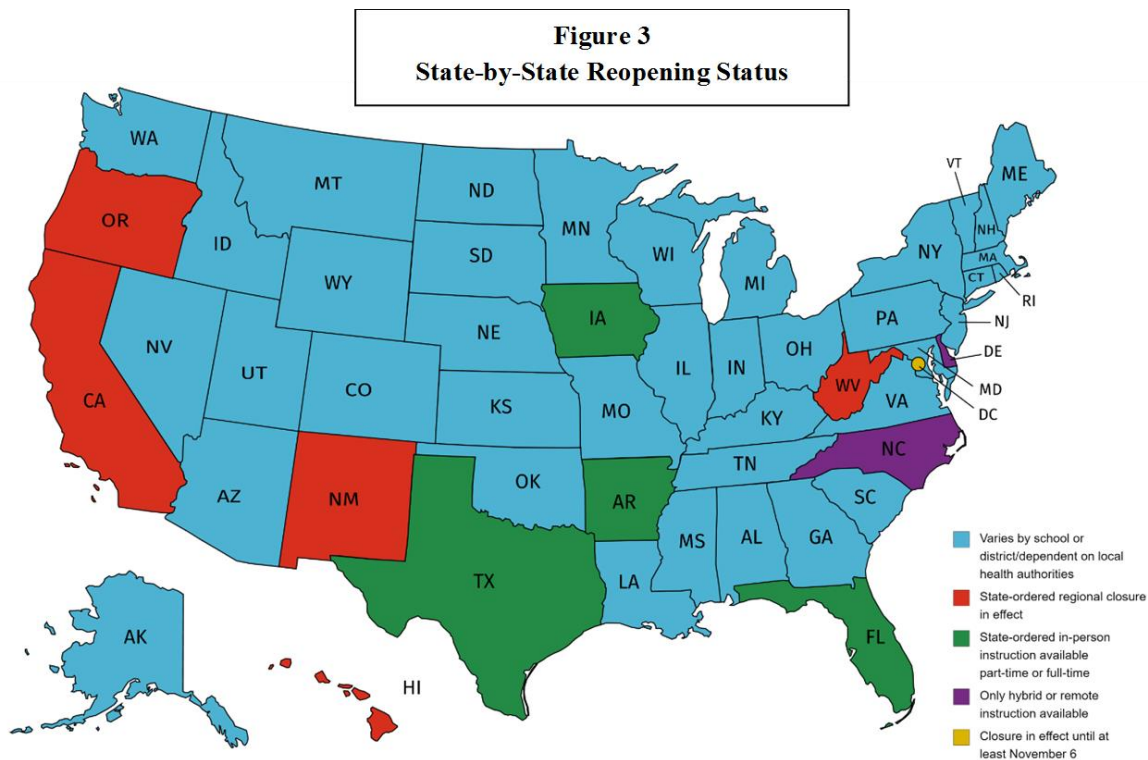 Figure 3
State-by-State Reopening Status
WA
MT
ND
MN
WI
MI
VT
ME
NH
NY
MA
CT
RI
OR
ID
SD
WY
IA
NE
PA
NJ
OH
DE
MD
DC
NV
UT
CO
IL
IN
WV
VA
CA
KS
MO
KY
NC
TN
AZ
NM
OK
AR
SC
MS
AL
GA
TX
LA
FL
AK
HI
Varies by school or
district/dependent on local
health authorities
State-ordered regional closure
in effect
State-ordered in-person
instruction available
part-time or full-time
Only hybrid or remote
instruction available
Closure in effect until at
least November 6